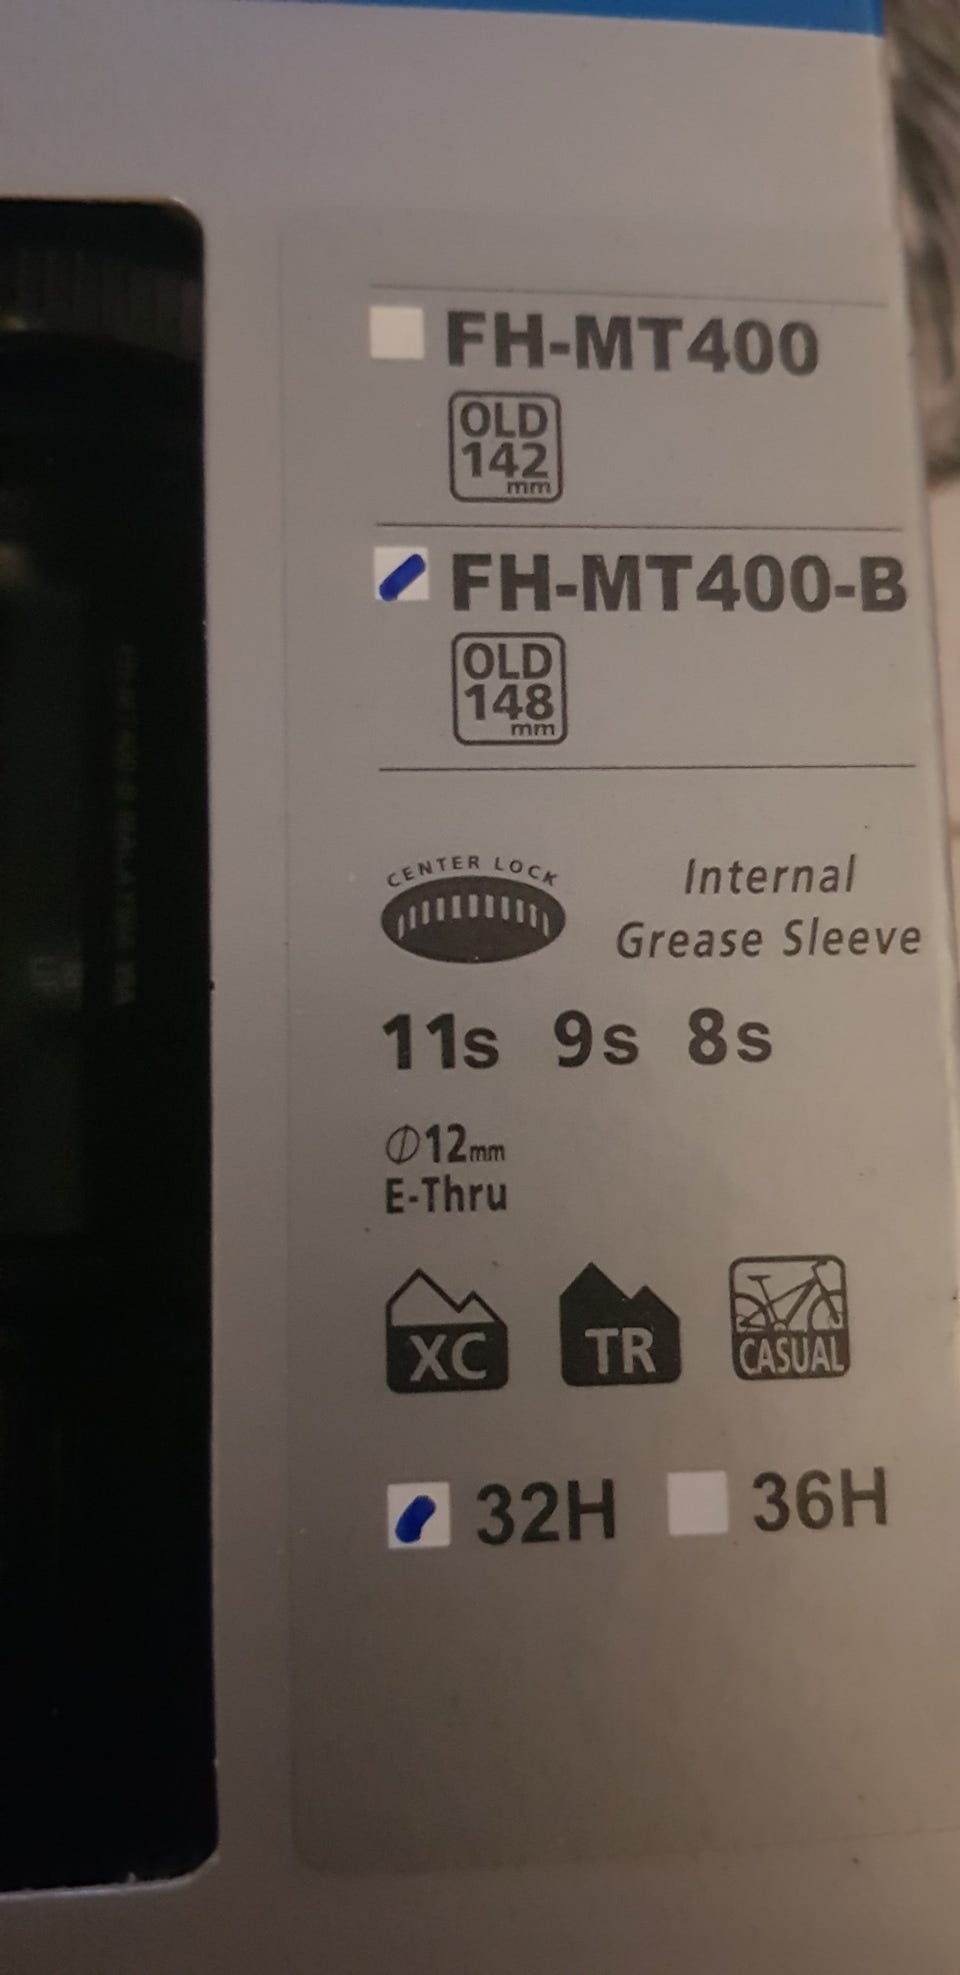 FH-MT400
OLD
142
mm
FH-MT400-B
OLD
148
mm
CENTER LOCK
Internal
Grease Sleeve
11s 9s 8s
⌀12mm
E-Thru
XC TR CASUAL
32H 36H